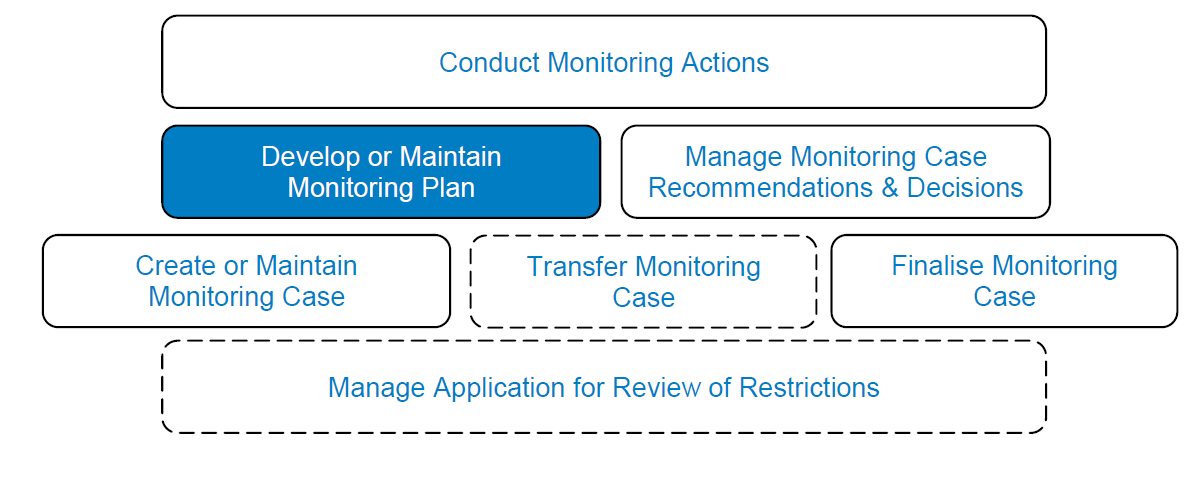 Conduct Monitoring Actions
Develop or Maintain
Monitoring Plan
Manage Monitoring Case
Recommendations & Decisions
Create or Maintain
Monitoring Case
Transfer Monitoring
Case
Finalise Monitoring
Case
Manage Application for Review of Restrictions